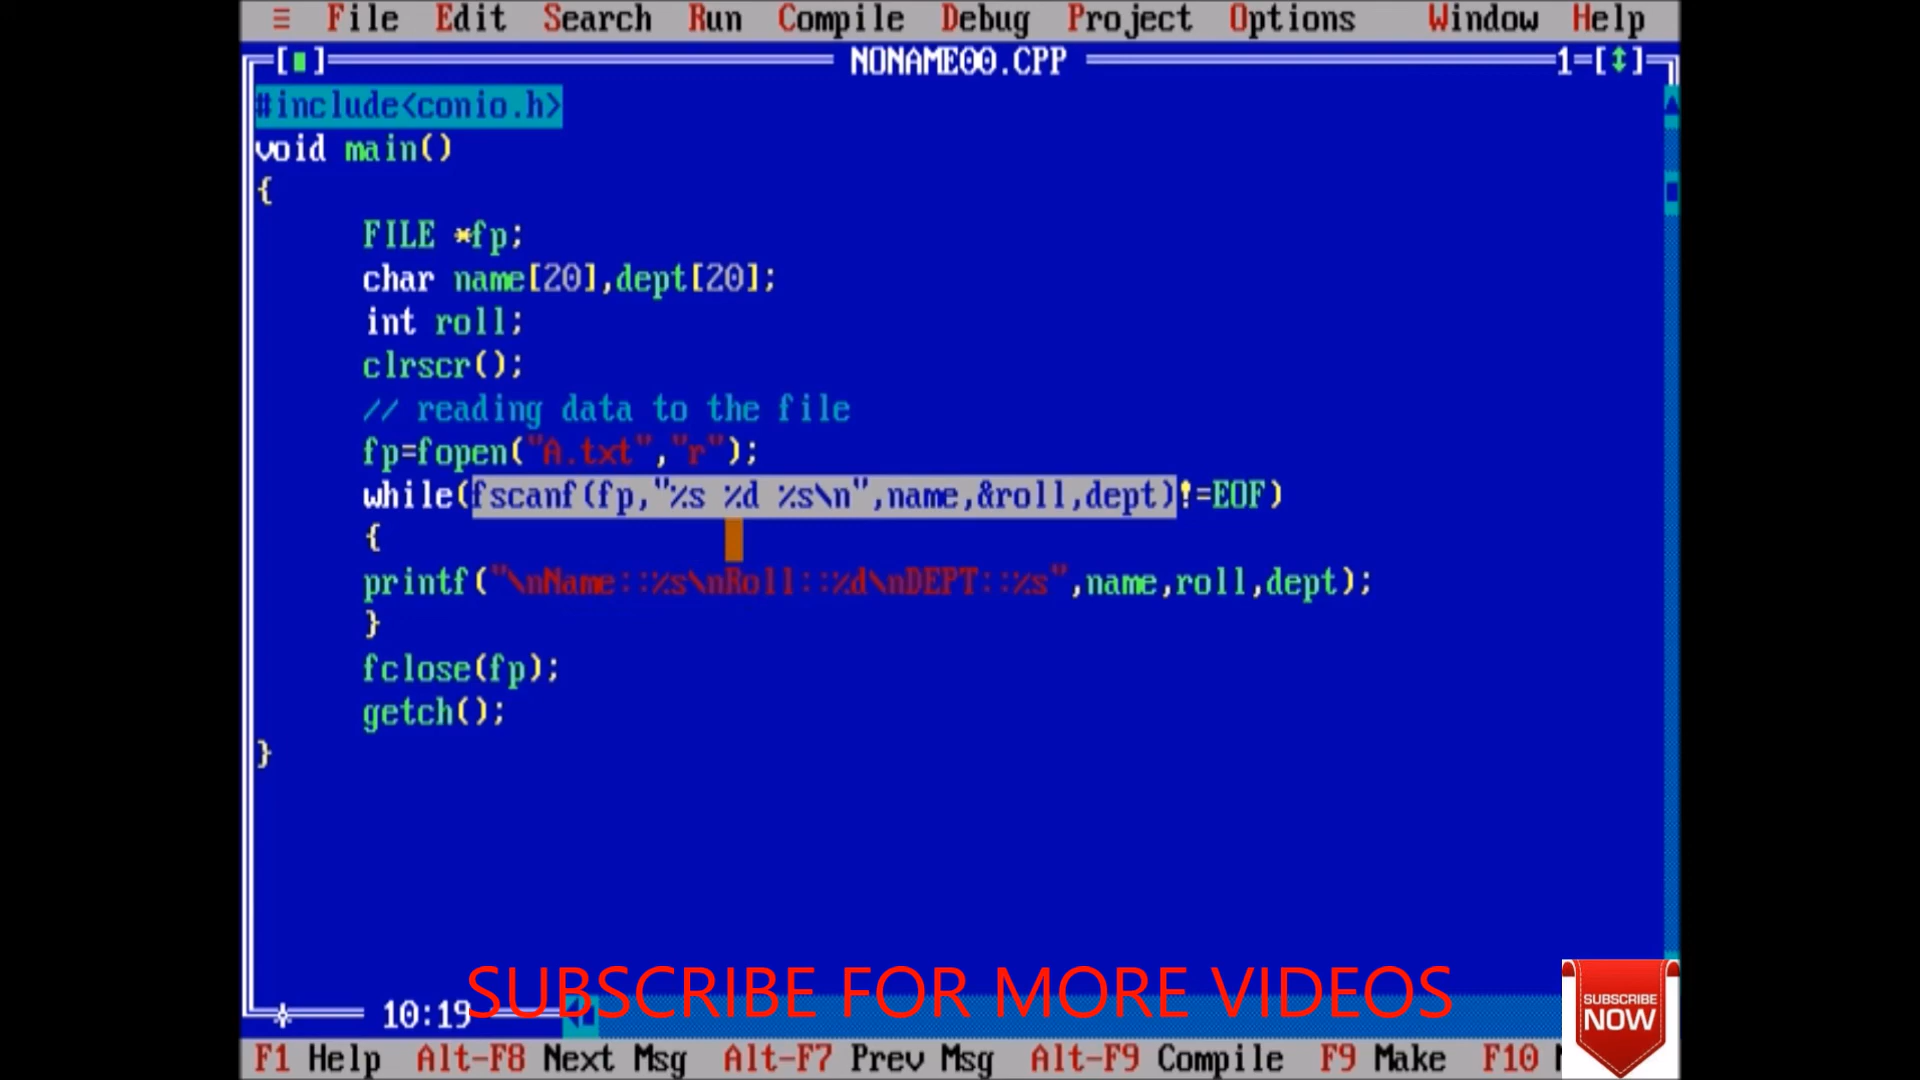 ≡ File Edit Search Run Compile Debug Project Options Window Help
[■] NONAME00.CPP 1=[↕]
#include<conio.h>
void main()
{
FILE *fp;
char name[20],dept[20];
int roll;
clrscr();
// reading data to the file
fp=fopen("A.txt","r");
while(fscanf(fp,"%s %d %s\n",name,&roll,dept)!=EOF)
{
printf("\nName::%s\nRoll::%d\nDEPT::%s",name,roll,dept);
}
fclose(fp);
getch();
}
SUBSCRIBE FOR MORE VIDEOS
SUBSCRIBE
NOW
10:19
F1 Help Alt-F8 Next Msg Alt-F7 Prev Msg Alt-F9 Compile F9 Make F10